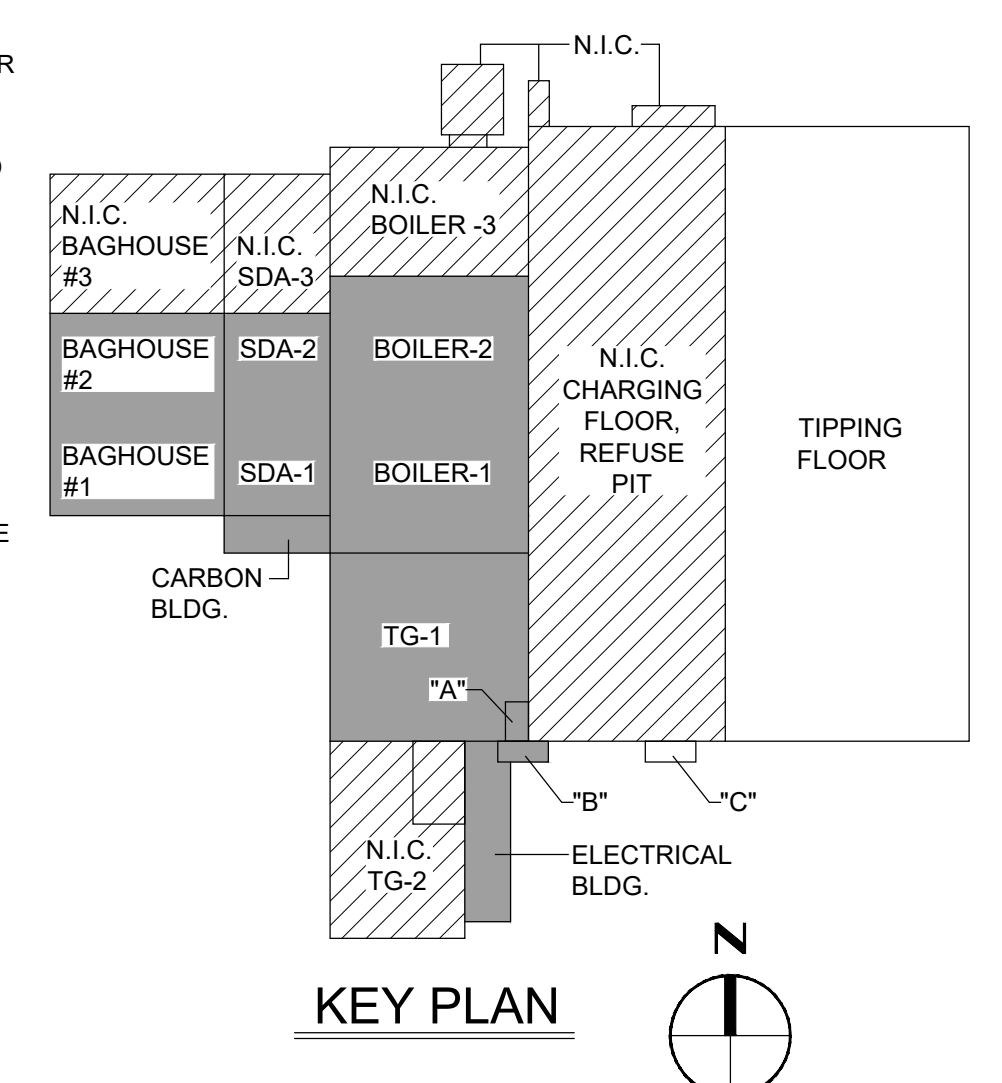 N.I.C.
R
N.I.C.
BOILER -3
N.I.C.
BAGHOUSE
#3
N.I.C.
SDA-3
BAGHOUSE
#2
SDA-2
BOILER-2
N.I.C.
CHARGING
FLOOR,
REFUSE
PIT
TIPPING
FLOOR
BAGHOUSE
#1
SDA-1
BOILER-1
E
CARBON
BLDG.
TG-1
"A"
"B"
"C"
N.I.C.
TG-2
ELECTRICAL
BLDG.
N
KEY PLAN